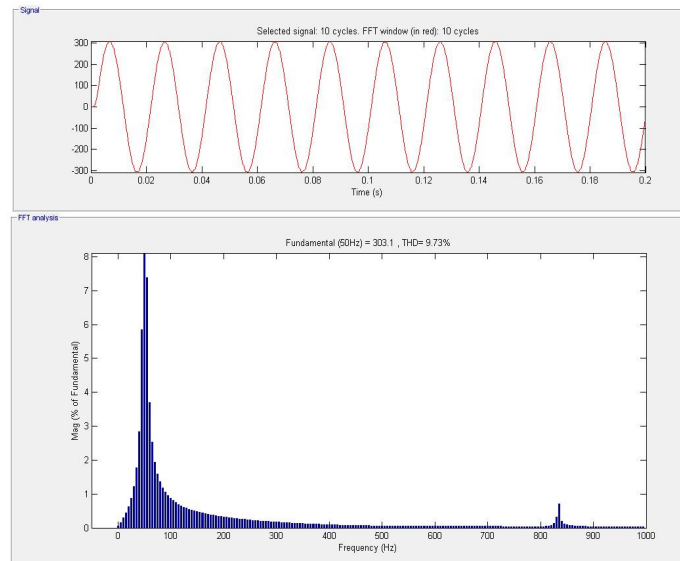 Signal
Selected signal: 10 cycles. FFT window (in red): 10 cycles
300
200
100
0
-100
-200
-300
0 0.02 0.04 0.06 0.08 0.1 0.12 0.14 0.16 0.18 0.2
Time (s)
FFT analysis
Fundamental (50Hz) = 303.1 , THD= 9.73%
Mag (% of Fundamental)
8
7
6
5
4
3
2
1
0
0 100 200 300 400 500 600 700 800 900 1000
Frequency (Hz)